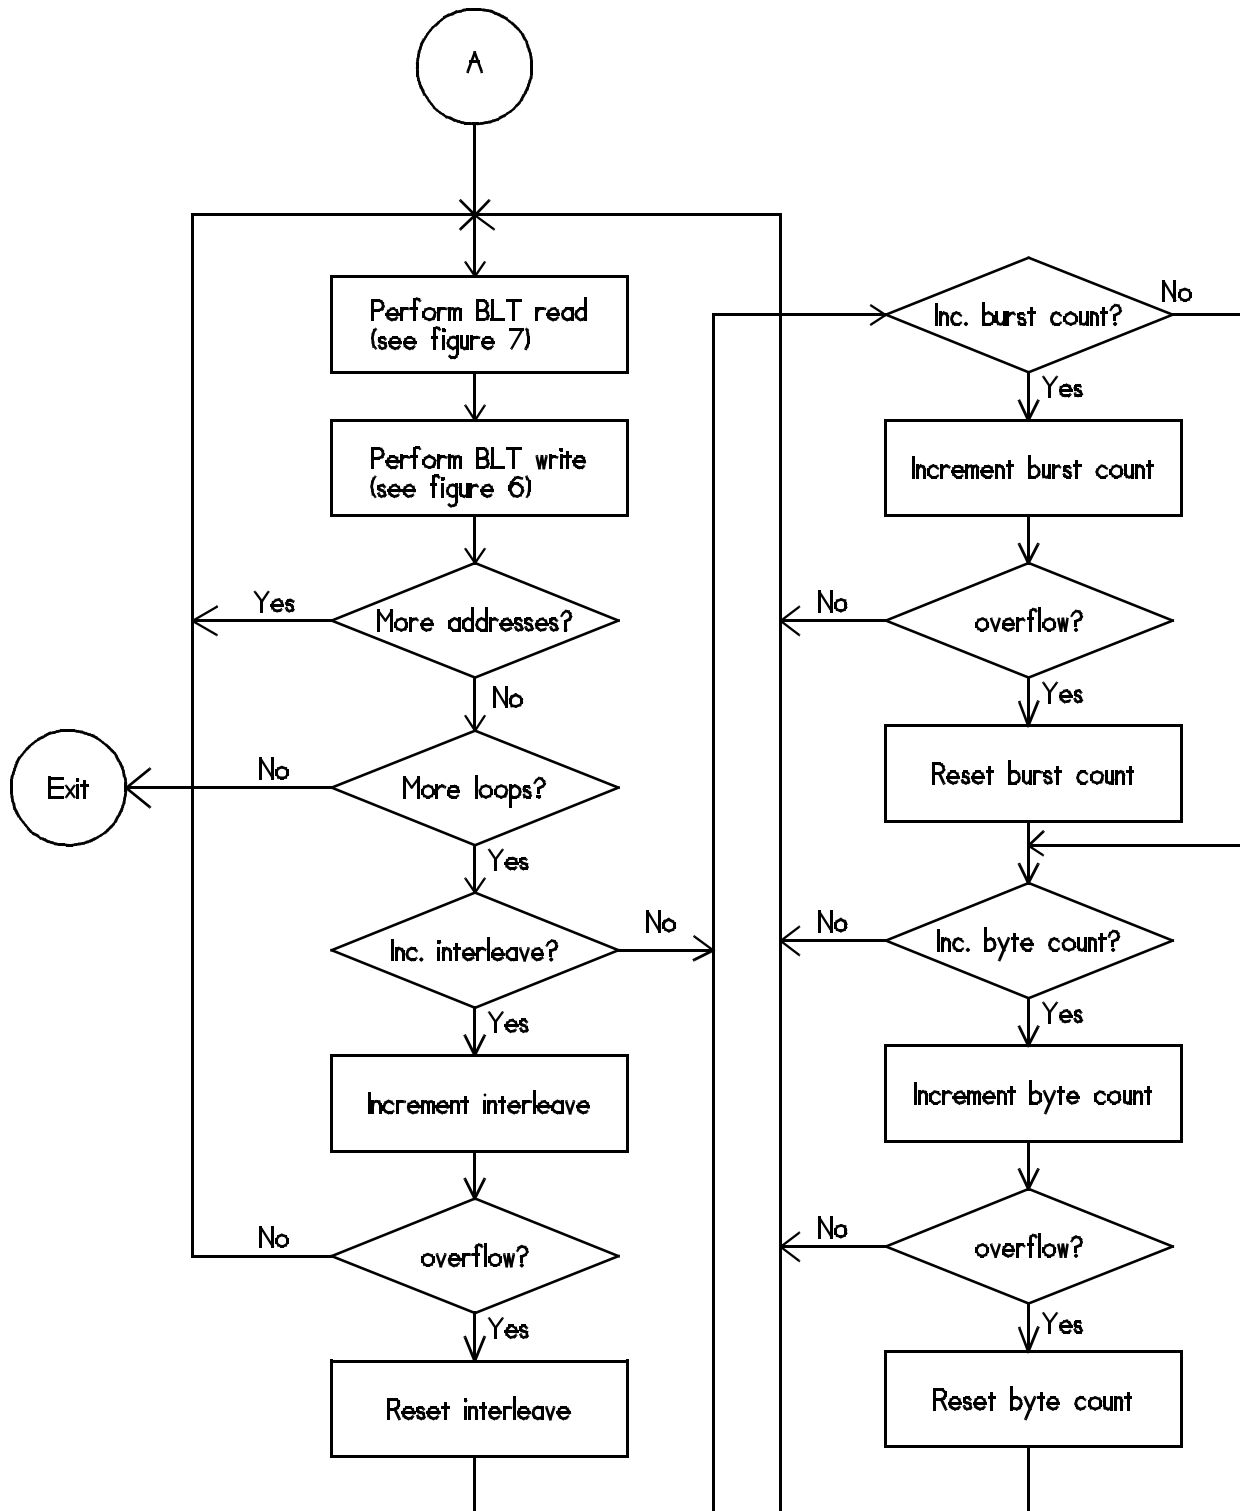 A
Perform BLT read
(see figure 7)
Perform BLT write
(see figure 6)
Yes
More addresses?
No
Exit
No
More loops?
Yes
Inc. interleave?
No
Yes
Increment interleave
No
overflow?
Yes
Reset interleave
Inc. burst count?
No
Yes
Increment burst count
No
overflow?
Yes
Reset burst count
No
Inc. byte count?
Yes
Increment byte count
No
overflow?
Yes
Reset byte count